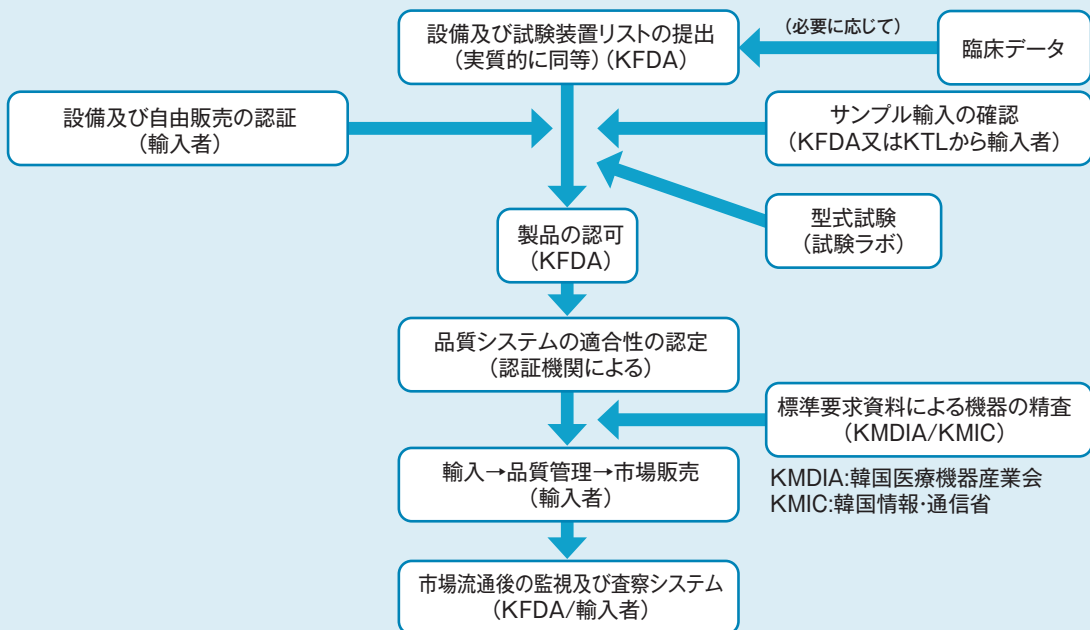 設備及び試験装置リストの提出
(実質的に同等)(KFDA)
(必要に応じて)
臨床データ
設備及び自由販売の認証
(輸入者)
サンプル輸入の確認
(KFDA又はKTLから輸入者)
型式試験
(試験ラボ)
製品の認可
(KFDA)
品質システムの適合性の認定
(認証機関による)
標準要求資料による機器の精査
(KMDIA/KMIC)
輸入→品質管理→市場販売
(輸入者)
KMDIA:韓国医療機器産業会
KMIC:韓国情報・通信省
市場流通後の監視及び査察システム
(KFDA/輸入者)